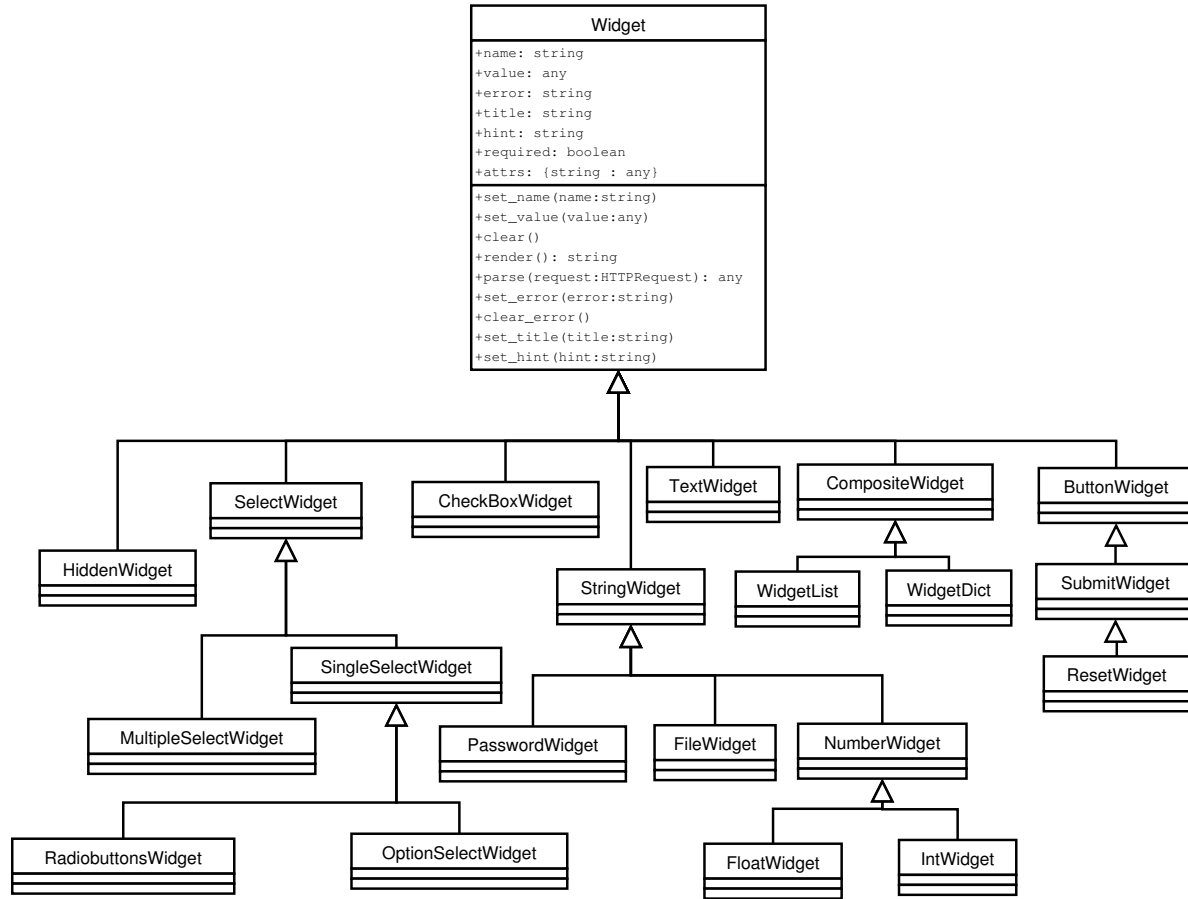 Widget
+name: string
+value: any
+error: string
+title: string
+hint: string
+required: boolean
+attrs: {string : any}
+set_name(name:string)
+set_value(value:any)
+clear()
+render(): string
+parse(request:HTTPRequest): any
+set_error(error:string)
+clear_error()
+set_title(title:string)
+set_hint(hint:string)
HiddenWidget
SelectWidget
CheckBoxWidget
StringWidget
TextWidget
CompositeWidget
ButtonWidget
WidgetList
WidgetDict
SubmitWidget
ResetWidget
MultipleSelectWidget
SingleSelectWidget
PasswordWidget
FileWidget
NumberWidget
RadiobuttonsWidget
OptionSelectWidget
FloatWidget
IntWidget